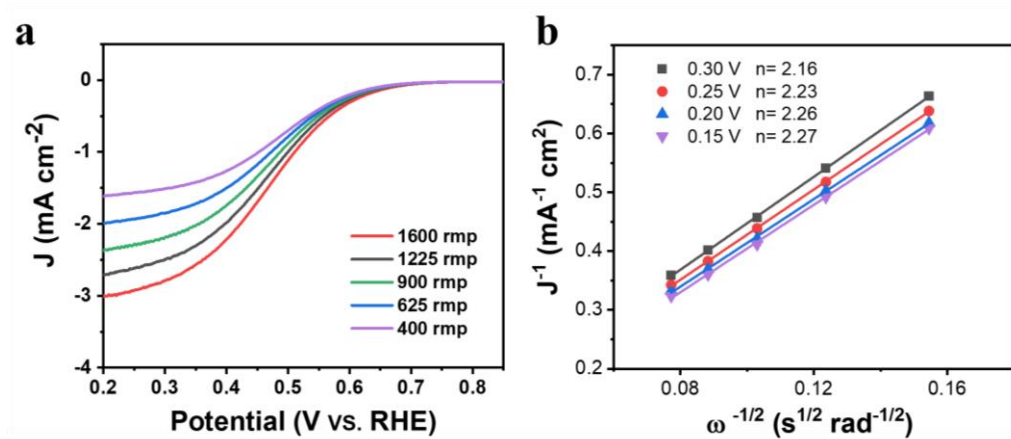 a
0
-1
-2
-3
-4
J (mA cm-2)
0.2 0.3 0.4 0.5 0.6 0.7 0.8
Potential (V vs. RHE)
1600 rmp
1225 rmp
900 rmp
625 rmp
400 rmp
b
0.7
0.6
0.5
0.4
0.3
0.2
J-1 (mA-1 cm2)
0.30 V n= 2.16
0.25 V n= 2.23
0.20 V n= 2.26
0.15 V n= 2.27
0.08 0.12 0.16
ω -1/2 (s1/2 rad-1/2)